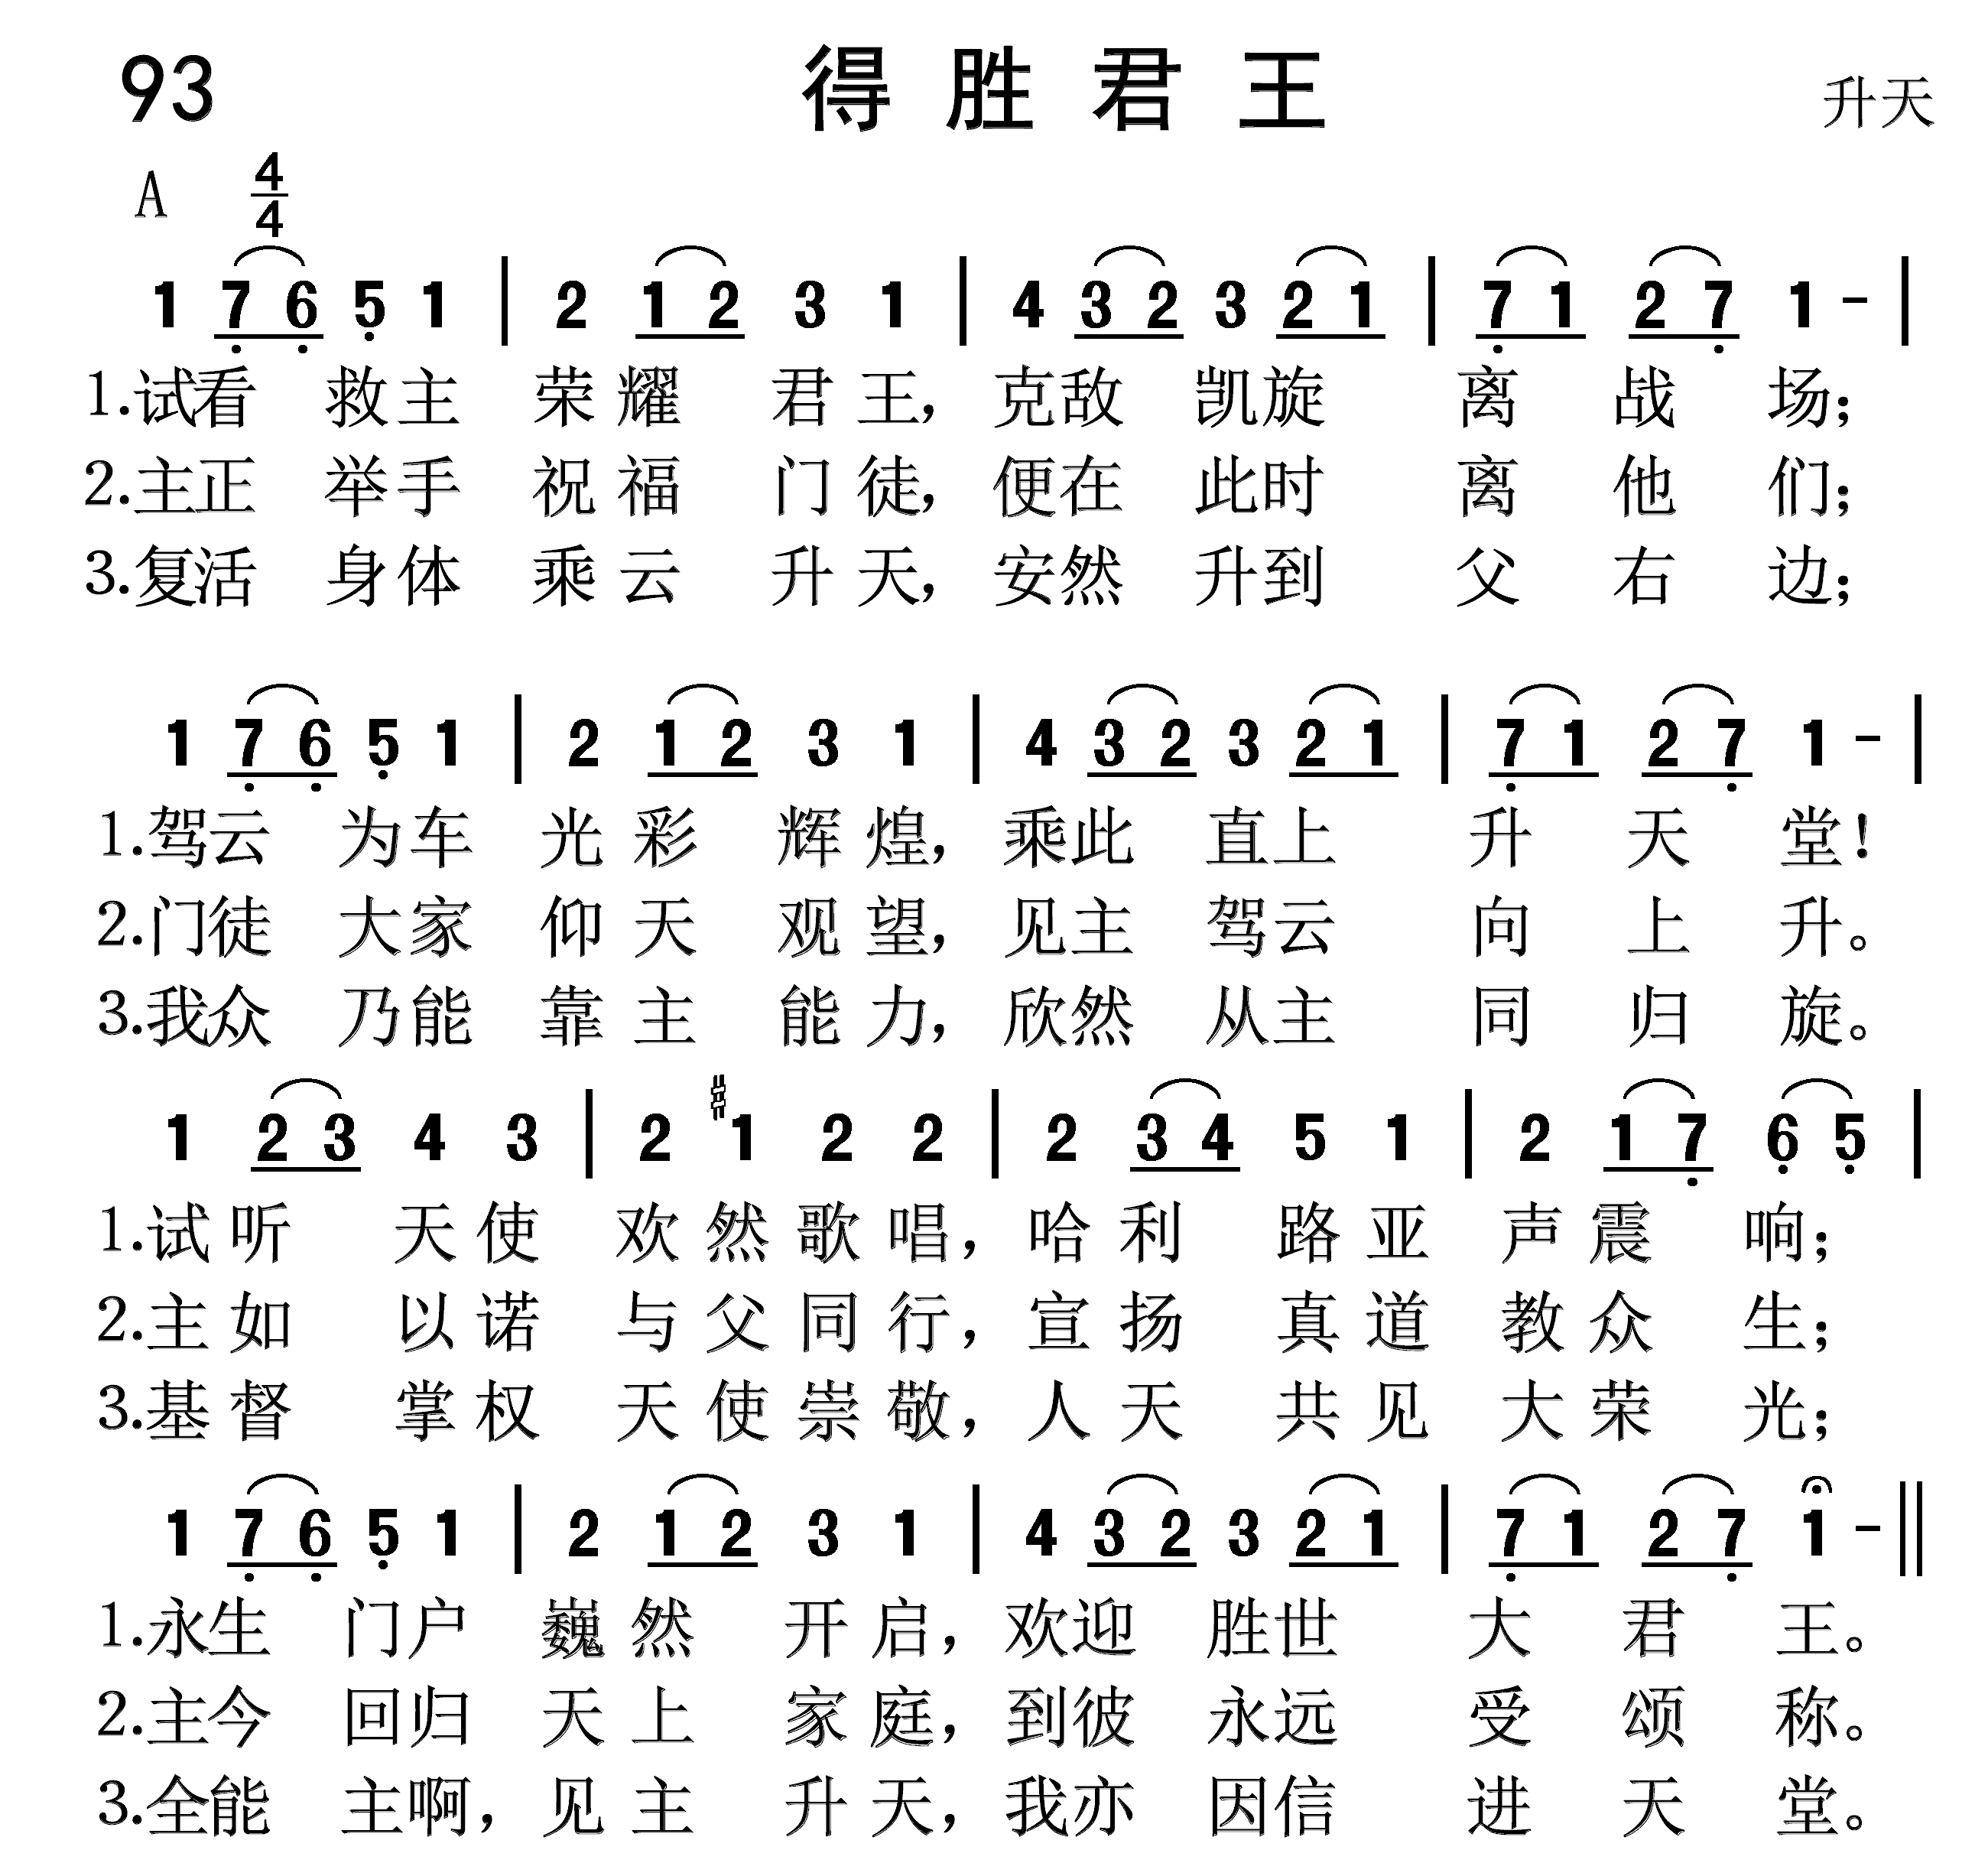 93 得胜君王 升天
A 4/4
1 7 6 5 1 | 2 1 2 3 1 | 4 3 2 3 2 1 | 7 1 2 7 1 - |
1.试看 救主 荣耀 君王，克敌 凯旋 离 战 场；
2.主正 举手 祝福 门徒，便在 此时 离 他 们；
3.复活 身体 乘云 升天，安然 升到 父 右 边；
1 7 6 5 1 | 2 1 2 3 1 | 4 3 2 3 2 1 | 7 1 2 7 1 - |
1.驾云 为车 光彩 辉煌，乘此 直上 升 天 堂！
2.门徒 大家 仰天 观望，见主 驾云 向 上 升。
3.我众 乃能 靠主 能力，欣然 从主 同 归 旋。
1 2 3 4 3 | 2 #1 2 2 | 2 3 4 5 1 | 2 1 7 6 5 |
1.试听 天使 欢然歌唱，哈利 路亚 声震 响；
2.主如 以诺 与父同行，宣扬 真道 教众 生；
3.基督 掌权 天使崇敬，人天 共见 大荣 光；
1 7 6 5 1 | 2 1 2 3 1 | 4 3 2 3 2 1 | 7 1 2 7 1 - ||
1.永生 门户 巍然 开启，欢迎 胜世 大 君 王。
2.主今 回归 天上 家庭，到彼 永远 受 颂 称。
3.全能 主啊，见主 升天，我亦 因信 进 天 堂。